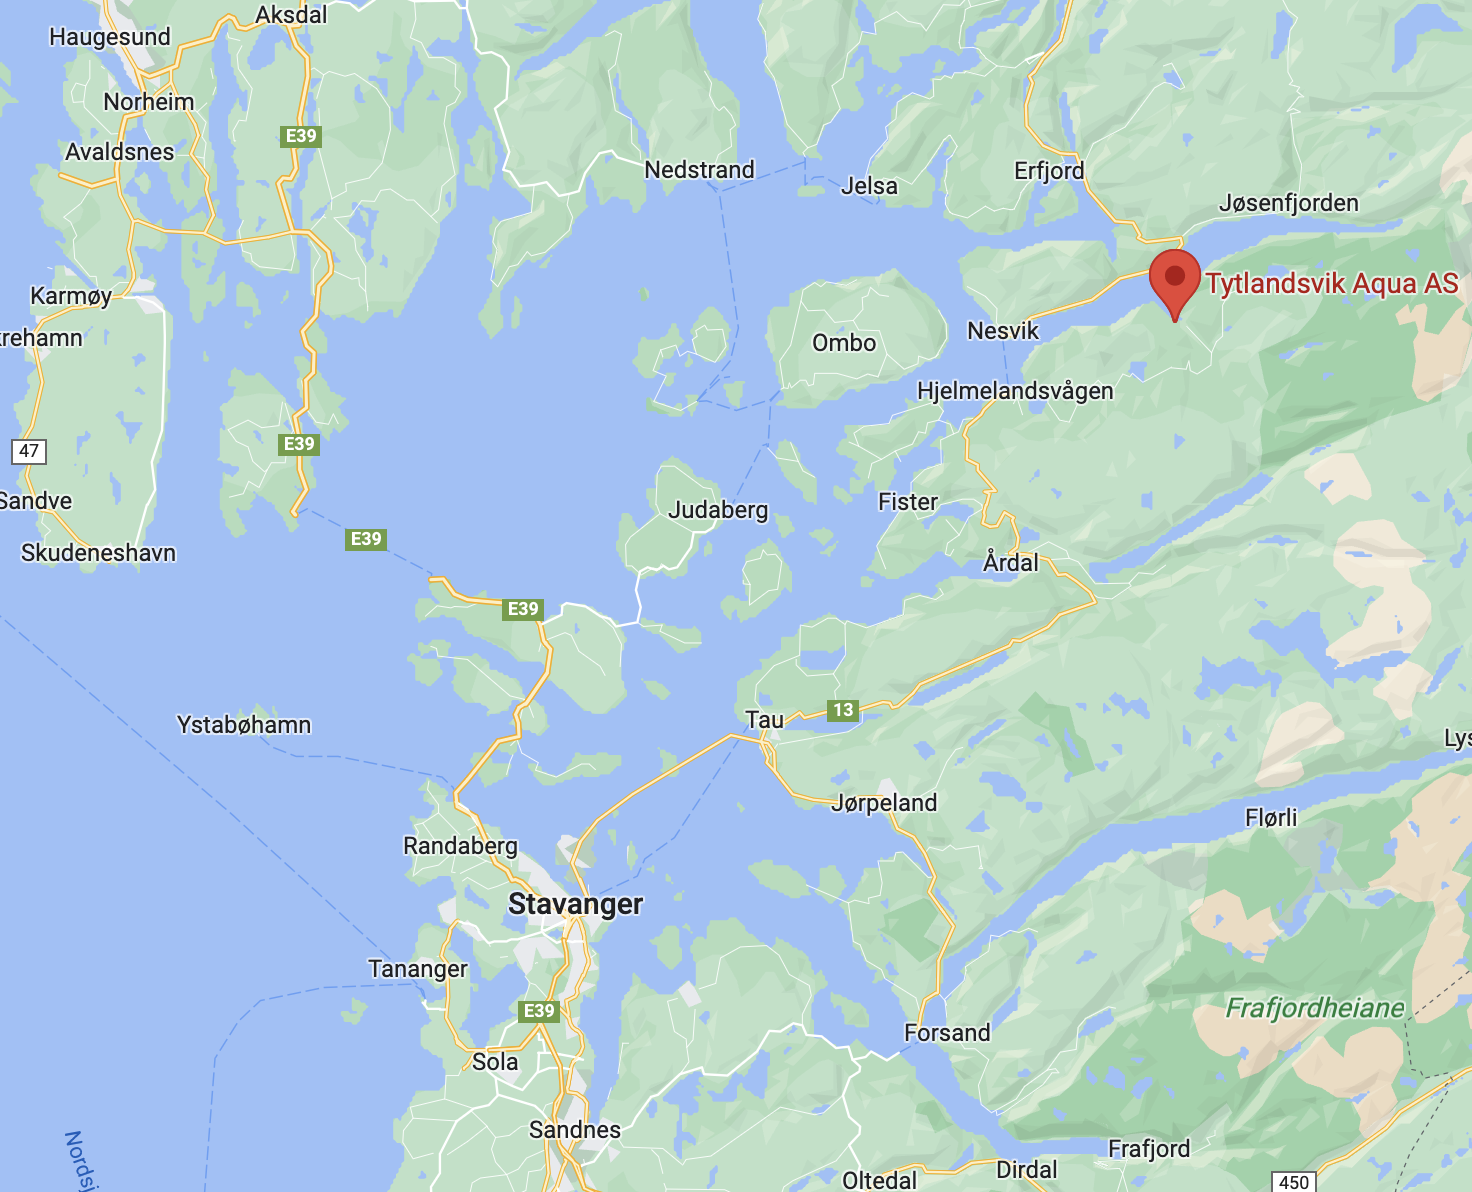 Aksdal
Haugesund
Norheim
E39
Avaldsnes
Nedstrand
Jelsa
Erfjord
Jøsenfjorden
Tytlandsvik Aqua AS
Karmøy
krehamn
Ombo
Nesvik
Hjelmelandsvågen
E39
47
Sandve
Judaberg
Fister
E39
Skudeneshavn
Årdal
E39
Ystabøhamn
Tau
13
Lys
Jørpeland
Flørli
Randaberg
Stavanger
Tananger
E39
Frafjordheiane
Forsand
Sola
Sandnes
Nordsj
Frafjord
Dirdal
Oltedal
450